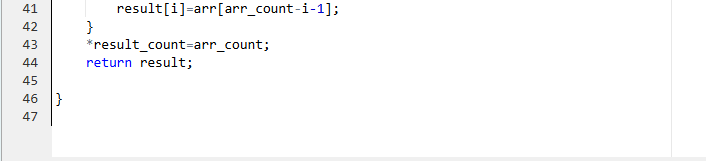 41 result[i]=arr[arr_count-i-1];
42 }
43 *result_count=arr_count;
44 return result;
45
46 }
47